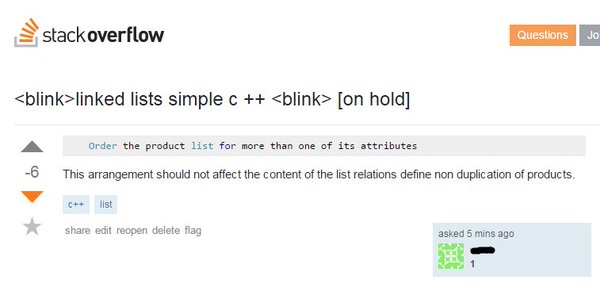 stackoverflow
Questions Jo
<blink>linked lists simple c ++ <blink> [on hold]
Order the product list for more than one of its attributes
-6
This arrangement should not affect the content of the list relations define non duplication of products.
c++ list
share edit reopen delete flag
asked 5 mins ago
1